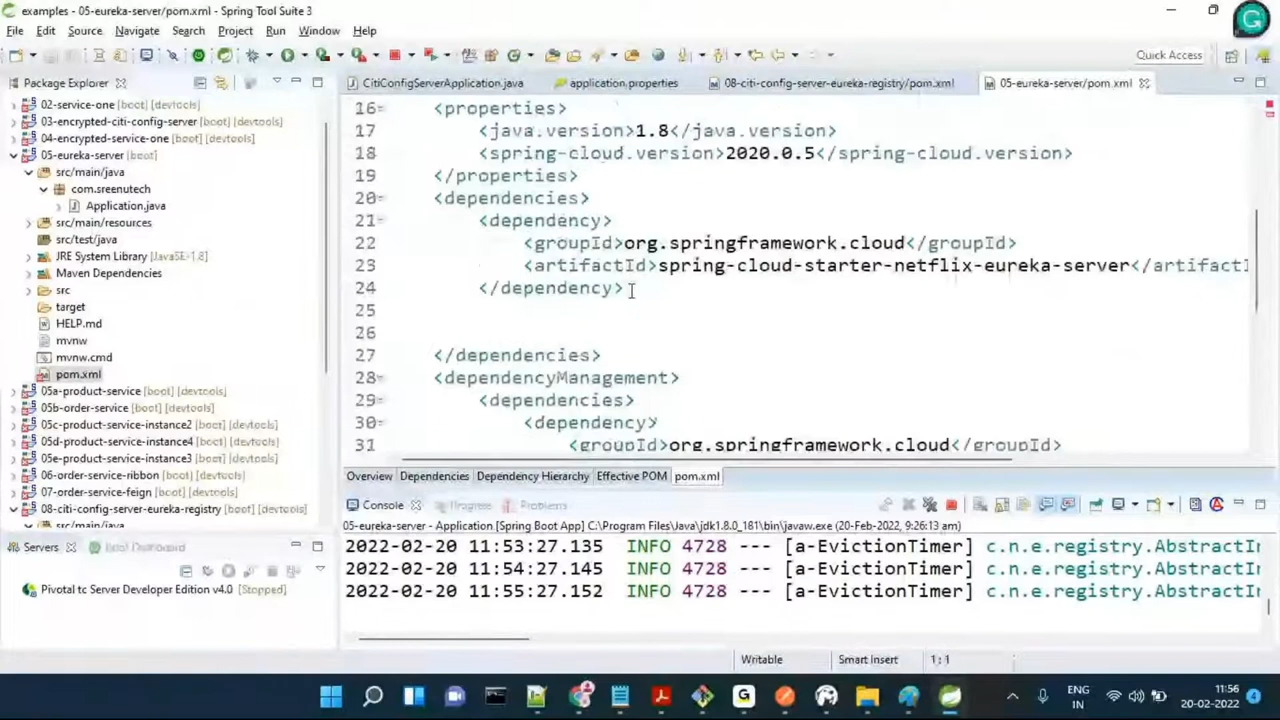 examples - 05-eureka-server/pom.xml - Spring Tool Suite 3
File Edit Source Navigate Search Project Run Window Help
Quick Access
Package Explorer
02-service-one [boot] [devtools]
03-encrypted-citi-config-server [boot] [devtools]
04-encrypted-service-one [boot] [devtools]
05-eureka-server [boot]
src/main/java
com.sreenutech
Application.java
src/main/resources
src/test/java
JRE System Library [JavaSE-1.8]
Maven Dependencies
src
target
HELP.md
mvnw
mvnw.cmd
pom.xml
05a-product-service [boot] [devtools]
05b-order-service [boot] [devtools]
05c-product-service-instance2 [boot] [devtools]
05d-product-service-instance4 [boot] [devtools]
05e-product-service-instance3 [boot] [devtools]
06-order-service-ribbon [boot] [devtools]
07-order-service-feign [boot] [devtools]
08-citi-config-server-eureka-registry [boot] [devtools]
src/main/java
Servers Boot Dashboard
Pivotal tc Server Developer Edition v4.0 [Stopped]
CitiConfigServerApplication.java application.properties 08-citi-config-server-eureka-registry/pom.xml 05-eureka-server/pom.xml
16 <properties>
17 <java.version>1.8</java.version>
18 <spring-cloud.version>2020.0.5</spring-cloud.version>
19 </properties>
20 <dependencies>
21 <dependency>
22 <groupId>org.springframework.cloud</groupId>
23 <artifactId>spring-cloud-starter-netflix-eureka-server</artifactI
24 </dependency>
25
26
27 </dependencies>
28 <dependencyManagement>
29 <dependencies>
30 <dependency>
31 <groupId>org.springframework.cloud</groupId>
Overview Dependencies Dependency Hierarchy Effective POM pom.xml
Console Progress Problems
05-eureka-server - Application [Spring Boot App] C:\Program Files\Java\jdk1.8.0_181\bin\javaw.exe (20-Feb-2022, 9:26:13 am)
2022-02-20 11:53:27.135 INFO 4728 --- [a-EvictionTimer] c.n.e.registry.AbstractIn
2022-02-20 11:54:27.145 INFO 4728 --- [a-EvictionTimer] c.n.e.registry.AbstractIn
2022-02-20 11:55:27.152 INFO 4728 --- [a-EvictionTimer] c.n.e.registry.AbstractIn
Writable Smart Insert 1 : 1
ENG
IN
11:56
20-02-2022